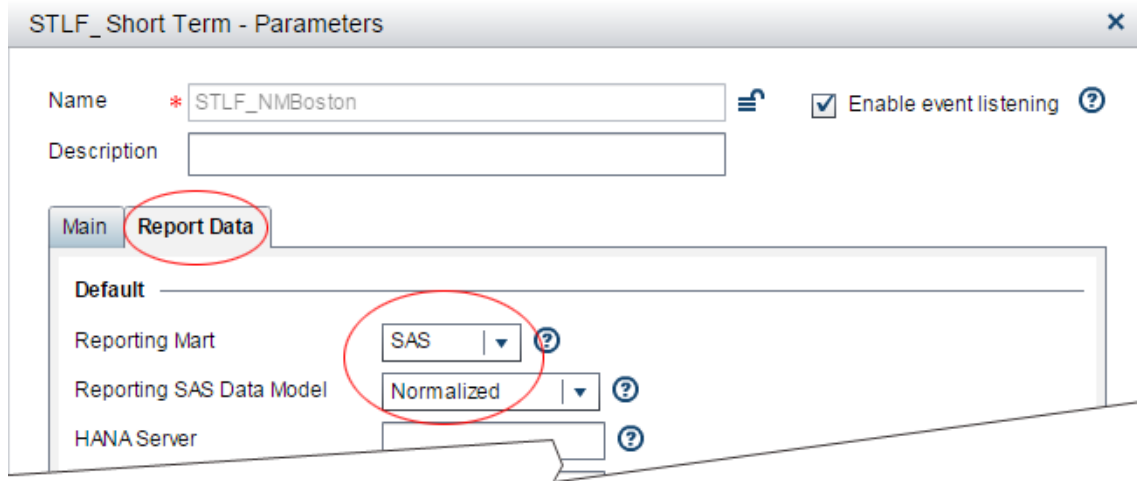 STLF_ Short Term - Parameters
Name * STLF_NMBoston Enable event listening
Description
Main Report Data
Default
Reporting Mart SAS
Reporting SAS Data Model Normalized
HANA Server